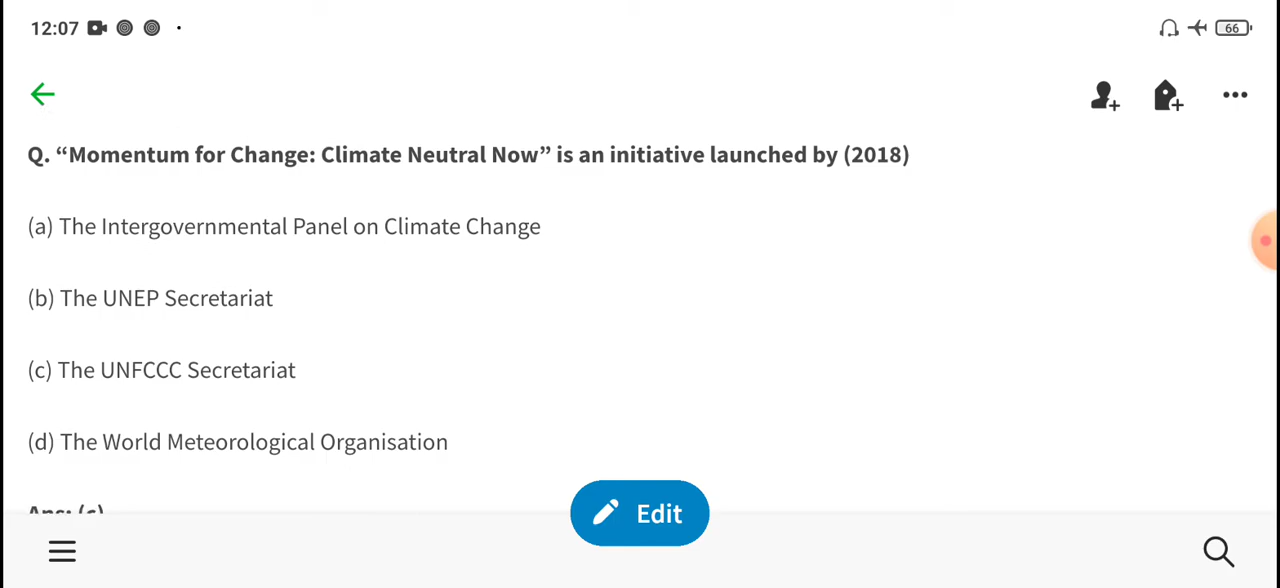 12:07
66
Q. “Momentum for Change: Climate Neutral Now” is an initiative launched by (2018)
(a) The Intergovernmental Panel on Climate Change
(b) The UNEP Secretariat
(c) The UNFCCC Secretariat
(d) The World Meteorological Organisation
Ans: (c)
Edit